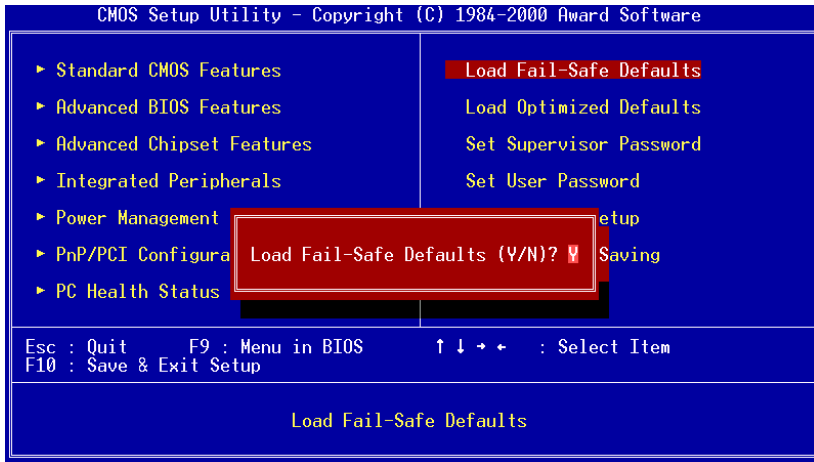 CMOS Setup Utility - Copyright (C) 1984-2000 Award Software
► Standard CMOS Features
► Advanced BIOS Features
► Advanced Chipset Features
► Integrated Peripherals
► Power Management
► PnP/PCI Configura
► PC Health Status
Load Fail-Safe Defaults
Load Optimized Defaults
Set Supervisor Password
Set User Password
etup
Saving
Load Fail-Safe Defaults (Y/N)? Y
Esc : Quit F9 : Menu in BIOS ↑ ↓ → ← : Select Item
F10 : Save & Exit Setup
Load Fail-Safe Defaults